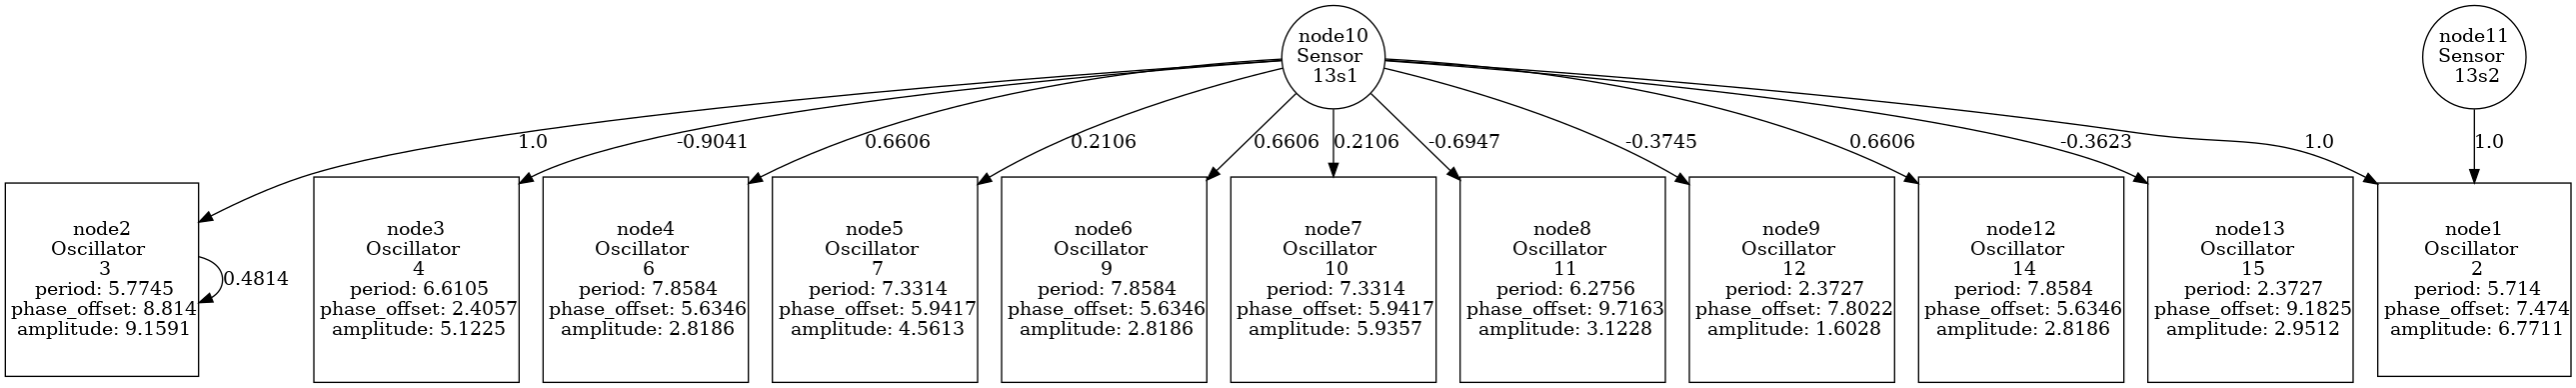 node10
Sensor
13s1
node11
Sensor
13s2
1.0
-0.9041
0.6606
0.2106
0.6606
0.2106
-0.6947
-0.3745
0.6606
-0.3623
1.0
1.0
node2
Oscillator
3
period: 5.7745
phase_offset: 8.814
amplitude: 9.1591
0.4814
node3
Oscillator
4
period: 6.6105
phase_offset: 2.4057
amplitude: 5.1225
node4
Oscillator
6
period: 7.8584
phase_offset: 5.6346
amplitude: 2.8186
node5
Oscillator
7
period: 7.3314
phase_offset: 5.9417
amplitude: 4.5613
node6
Oscillator
9
period: 7.8584
phase_offset: 5.6346
amplitude: 2.8186
node7
Oscillator
10
period: 7.3314
phase_offset: 5.9417
amplitude: 5.9357
node8
Oscillator
11
period: 6.2756
phase_offset: 9.7163
amplitude: 3.1228
node9
Oscillator
12
period: 2.3727
phase_offset: 7.8022
amplitude: 1.6028
node12
Oscillator
14
period: 7.8584
phase_offset: 5.6346
amplitude: 2.8186
node13
Oscillator
15
period: 2.3727
phase_offset: 9.1825
amplitude: 2.9512
node1
Oscillator
2
period: 5.714
phase_offset: 7.474
amplitude: 6.7711